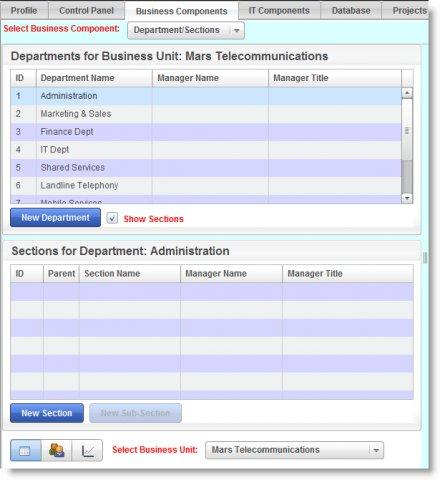 Profile Control Panel Business Components IT Components Database Projects
Select Business Component: Department/Sections
Departments for Business Unit: Mars Telecommunications
ID Department Name Manager Name Manager Title
1 Administration
2 Marketing & Sales
3 Finance Dept
4 IT Dept
5 Shared Services
6 Landline Telephony
7 Mobile Services
New Department Show Sections
Sections for Department: Administration
ID Parent Section Name Manager Name Manager Title
New Section New Sub-Section
Select Business Unit: Mars Telecommunications